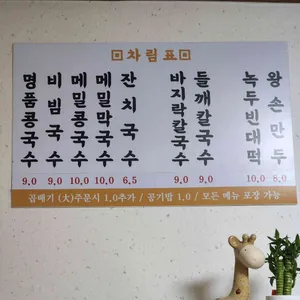 차림표
명품콩국수 9,0
비빔국수 9,0
메밀콩국수 10,0
메밀막국수 10,0
잔치국수 6,5
바지락칼국수 9,0
들깨칼국수 9,0
녹두빈대떡 10,0
왕손만두 8,0
곱빼기 (大)주문시 1,0추가 / 공기밥 1,0 / 모든 메뉴 포장 가능